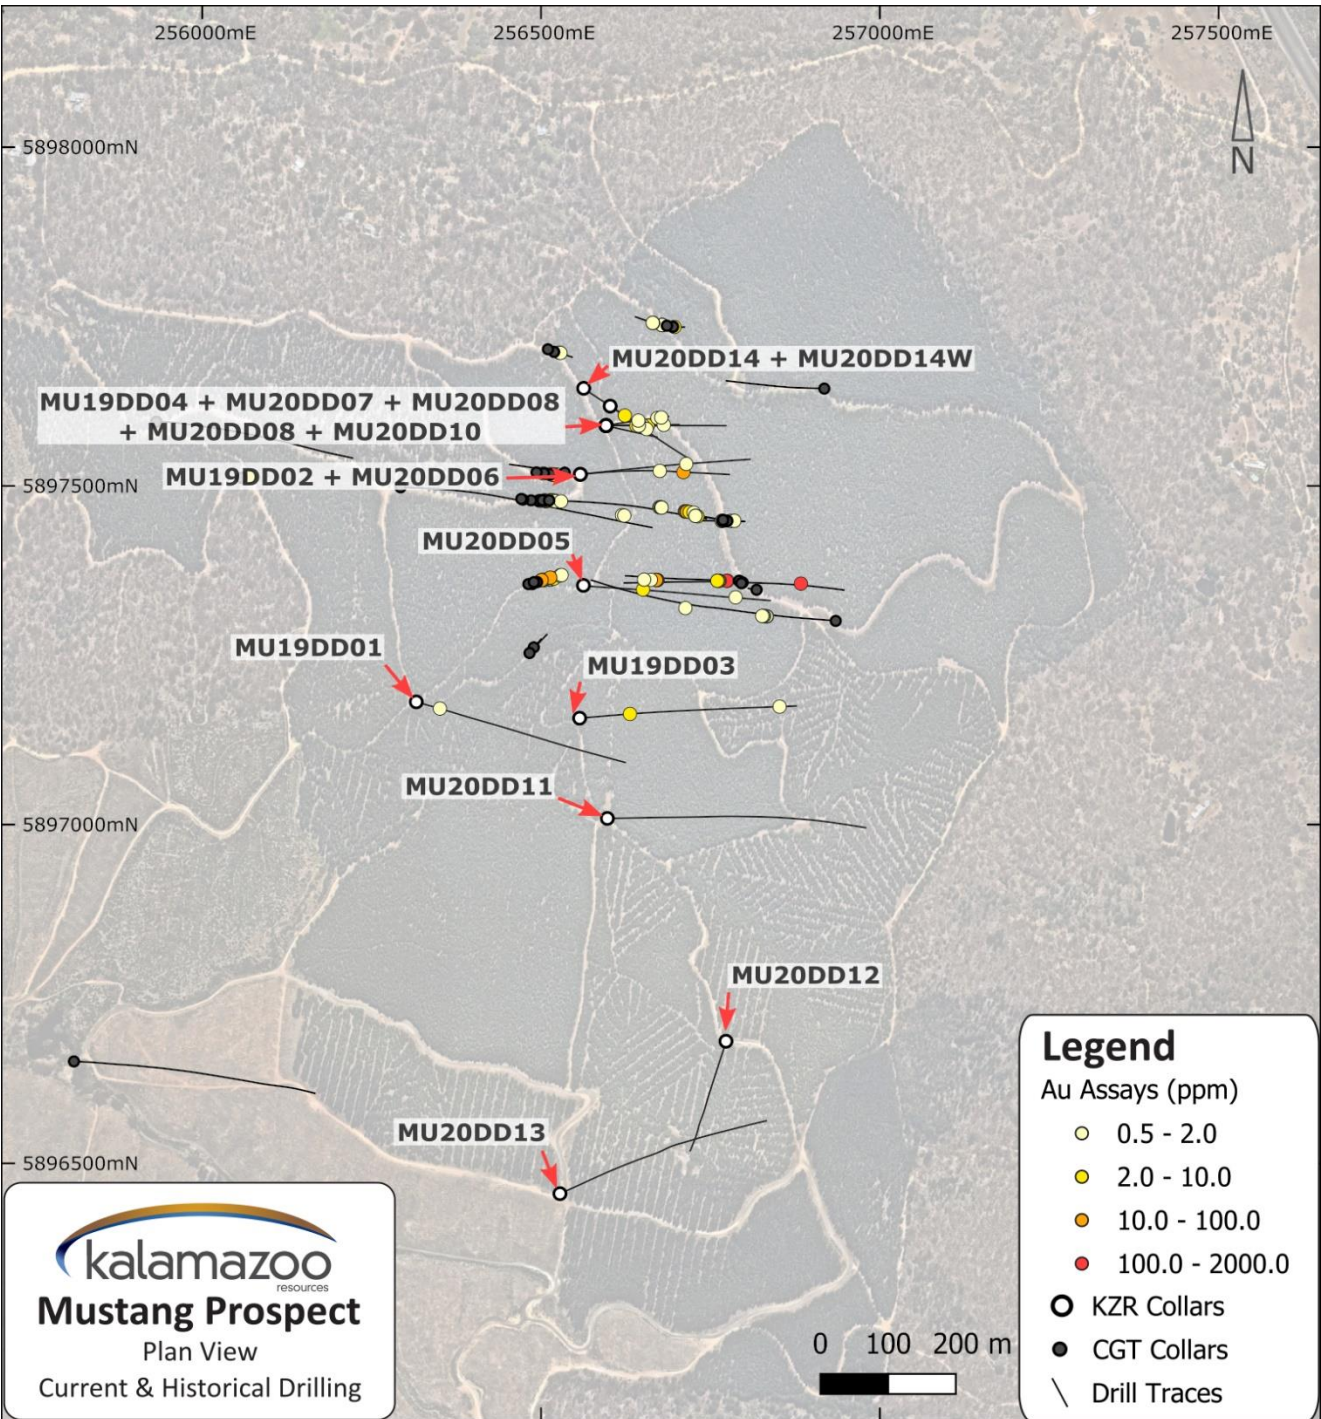 256000mE
256500mE
257000mE
257500mE
5898000mN
N
MU20DD14 + MU20DD14W
MU19DD04 + MU20DD07 + MU20DD08
+ MU20DD08 + MU20DD10
MU19DD02 + MU20DD06
5897500mN
MU20DD05
MU19DD01
MU19DD03
MU20DD11
5897000mN
MU20DD12
MU20DD13
5896500mN
kalamazoo
resources
Mustang Prospect
Plan View
Current & Historical Drilling
0 100 200 m
Legend
Au Assays (ppm)
0.5 - 2.0
2.0 - 10.0
10.0 - 100.0
100.0 - 2000.0
KZR Collars
CGT Collars
Drill Traces